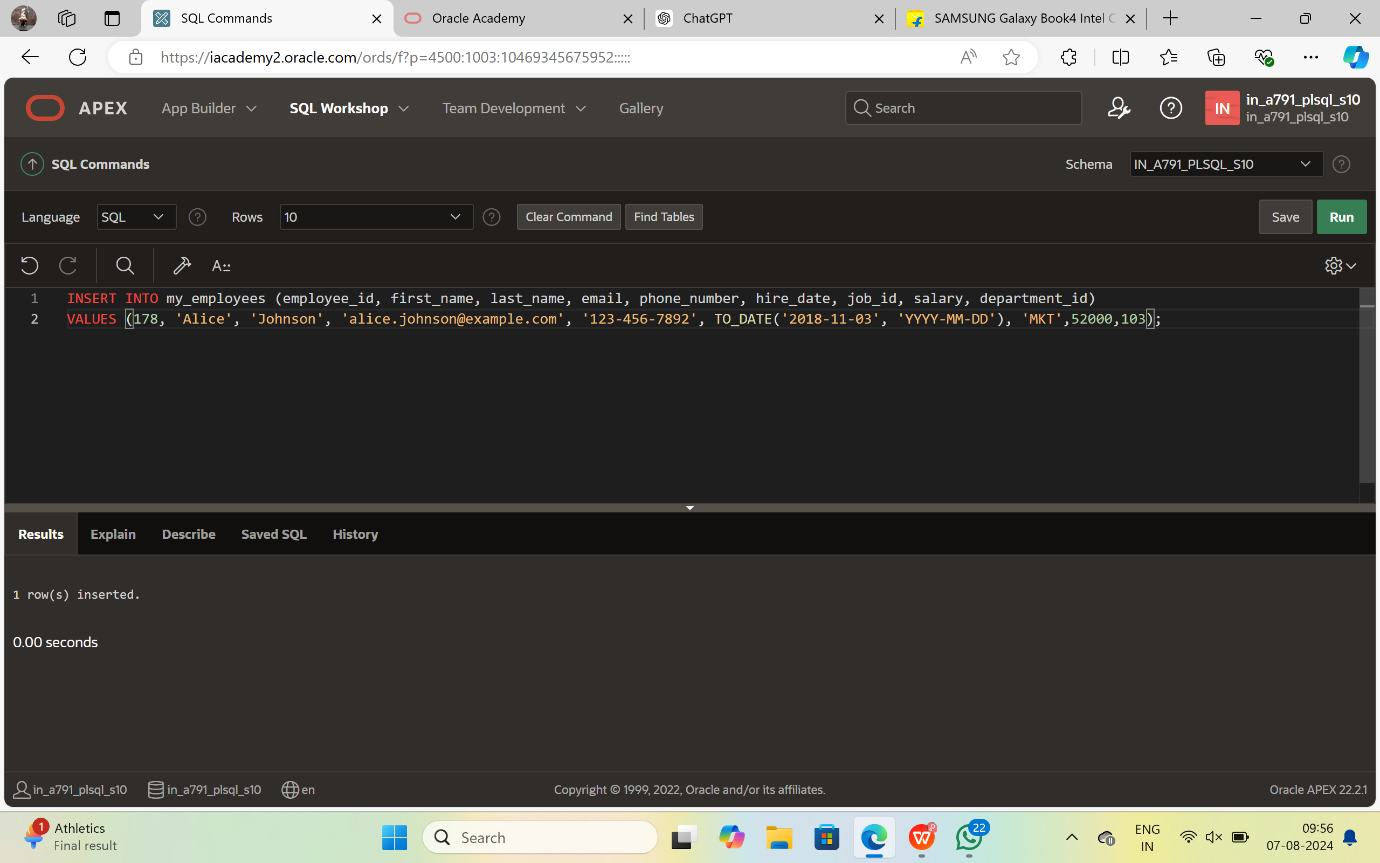 SQL Commands
Oracle Academy
ChatGPT
SAMSUNG Galaxy Book4 Intel C
https://iacademy2.oracle.com/ords/f?p=4500:1003:10469345675952:::::
APEX
App Builder
SQL Workshop
Team Development
Gallery
Search
IN
in_a791_plsql_s10
in_a791_plsql_s10
SQL Commands
Schema
IN_A791_PLSQL_S10
Language
SQL
Rows
10
Clear Command
Find Tables
Save
Run
1 INSERT INTO my_employees (employee_id, first_name, last_name, email, phone_number, hire_date, job_id, salary, department_id)
2 VALUES (178, 'Alice', 'Johnson', 'alice.johnson@example.com', '123-456-7892', TO_DATE('2018-11-03', 'YYYY-MM-DD'), 'MKT',52000,103);
Results
Explain
Describe
Saved SQL
History
1 row(s) inserted.
0.00 seconds
in_a791_plsql_s10
in_a791_plsql_s10
en
Copyright © 1999, 2022, Oracle and/or its affiliates.
Oracle APEX 22.2.1
1
Athletics
Final result
Search
22
ENG
IN
09:56
07-08-2024